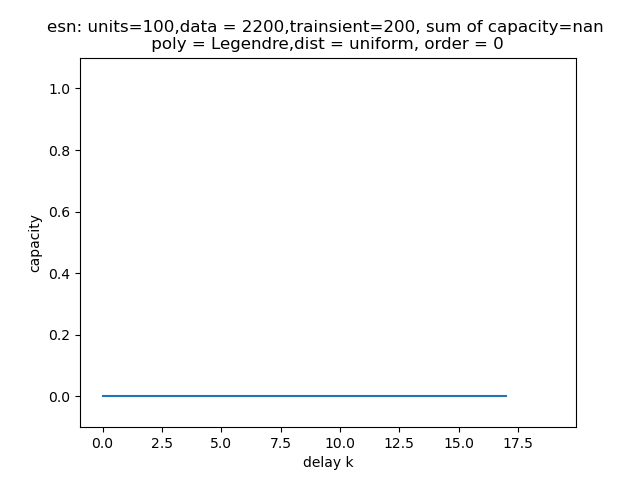 esn: units=100,data = 2200,trainsient=200, sum of capacity=nan
poly = Legendre,dist = uniform, order = 0
1.0
0.8
0.6
0.4
0.2
0.0
capacity
0.0 2.5 5.0 7.5 10.0 12.5 15.0 17.5
delay k